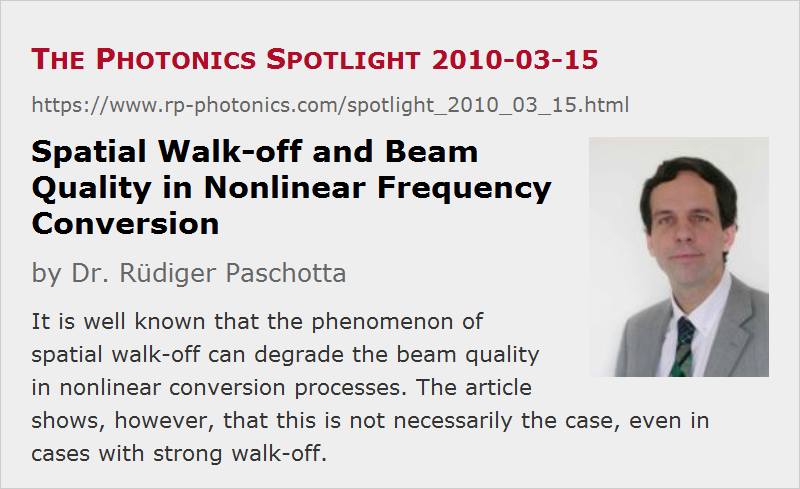 THE PHOTONICS SPOTLIGHT 2010-03-15
https://www.rp-photonics.com/spotlight_2010_03_15.html
Spatial Walk-off and Beam
Quality in Nonlinear Frequency
Conversion
by Dr. Rüdiger Paschotta
It is well known that the phenomenon of
spatial walk-off can degrade the beam quality
in nonlinear conversion processes. The article
shows, however, that this is not necessarily the case, even in
cases with strong walk-off.